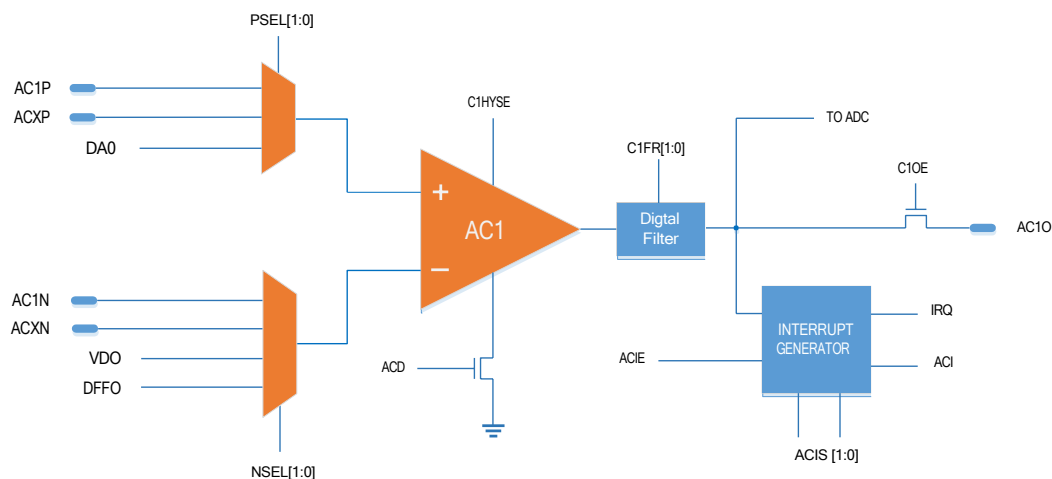 PSEL[1:0]
AC1P
ACXP
DA0
C1HYSE
TO ADC
C1FR[1:0]
C1OE
+
AC1
−
Digtal
Filter
AC1O
AC1N
ACXN
VDO
DFFO
ACD
ACIE
INTERRUPT
GENERATOR
IRQ
ACI
NSEL[1:0]
ACIS [1:0]